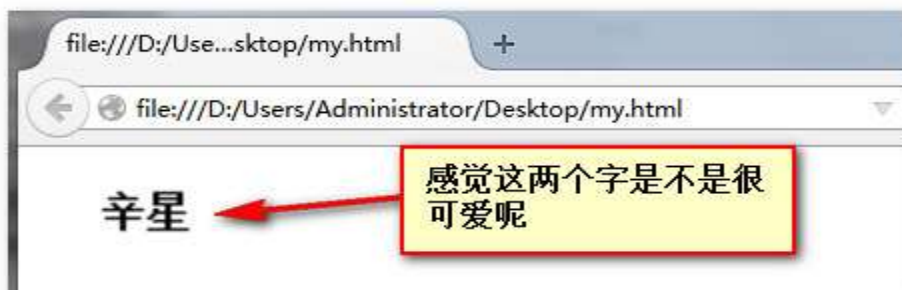 file:///D:/Use...sktop/my.html
file:///D:/Users/Administrator/Desktop/my.html
辛星
感觉这两个字是不是很
可爱呢